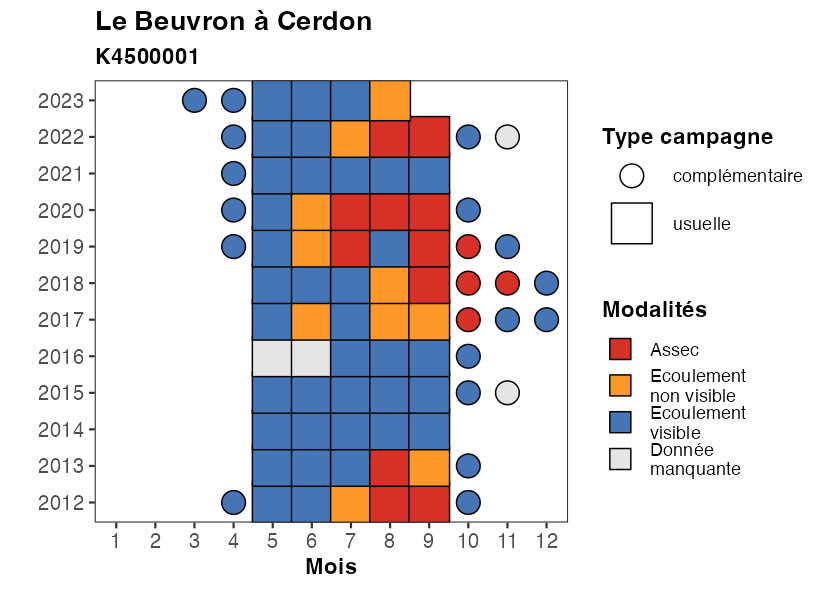 Le Beuvron à Cerdon
K4500001
2023
2022
2021
2020
2019
2018
2017
2016
2015
2014
2013
2012
1 2 3 4 5 6 7 8 9 10 11 12
Mois
Type campagne
complémentaire
usuelle
Modalités
Assec
Ecoulement
non visible
Ecoulement
visible
Donnée
manquante